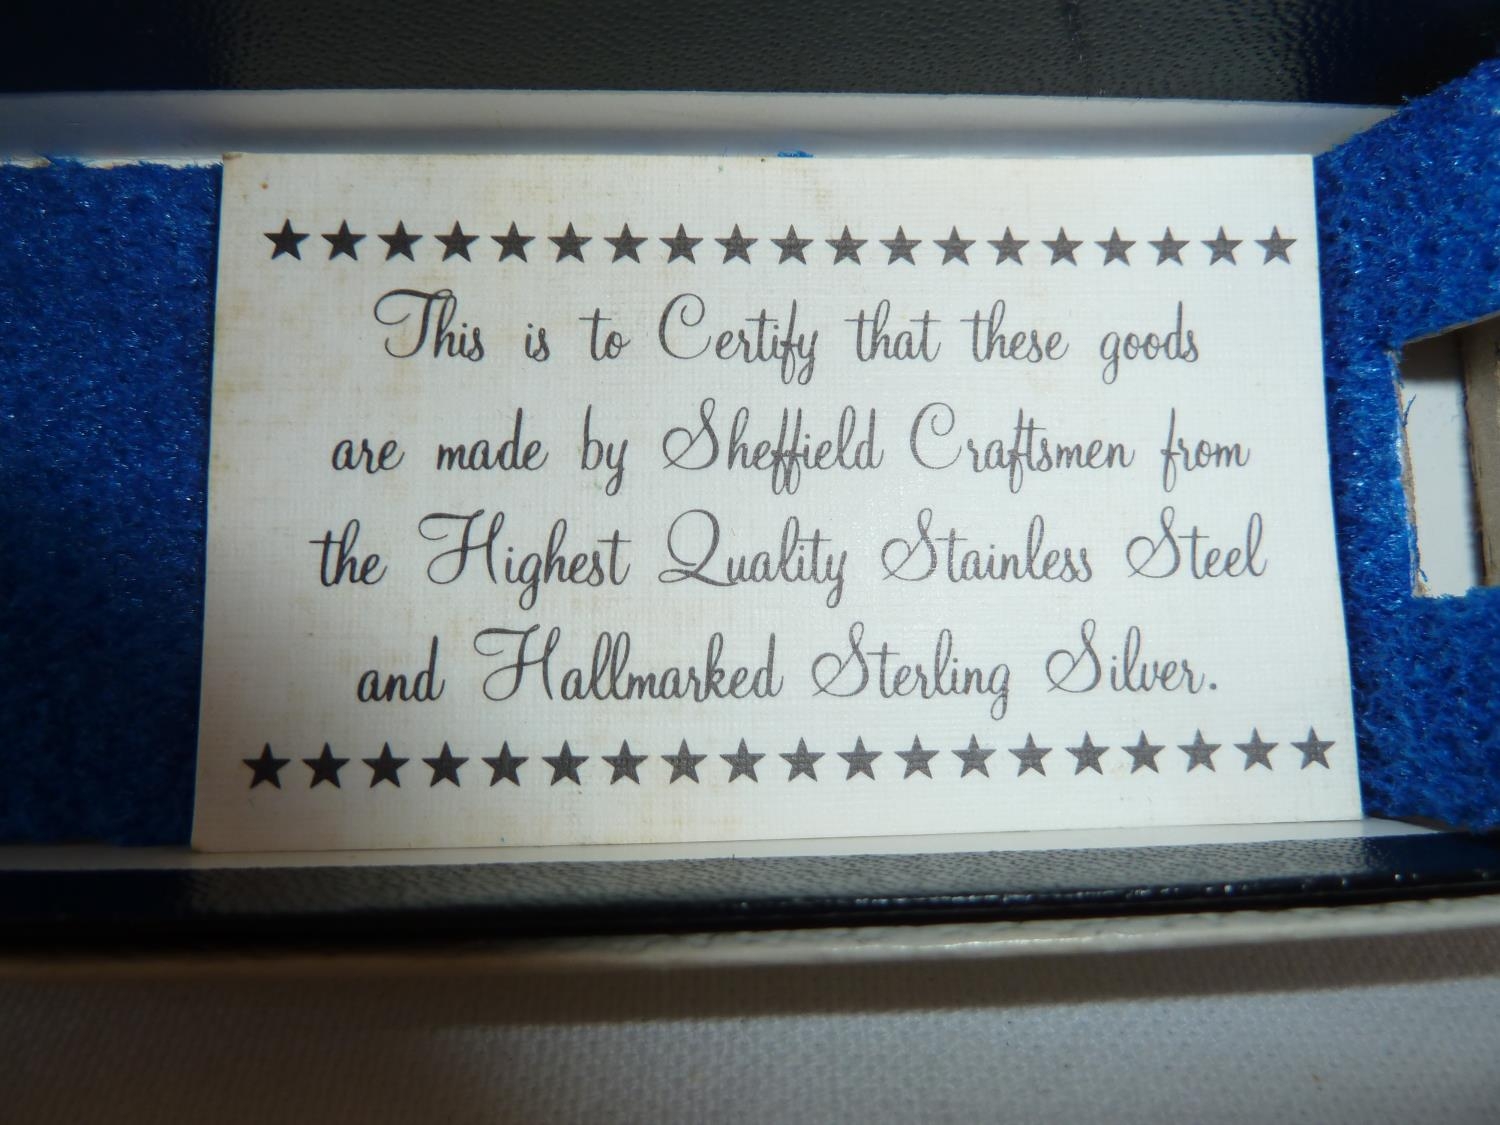 This is to Certify that these goods
are made by Sheffield Craftsmen from
the Highest Quality Stainless Steel
and Hallmarked Sterling Silver.